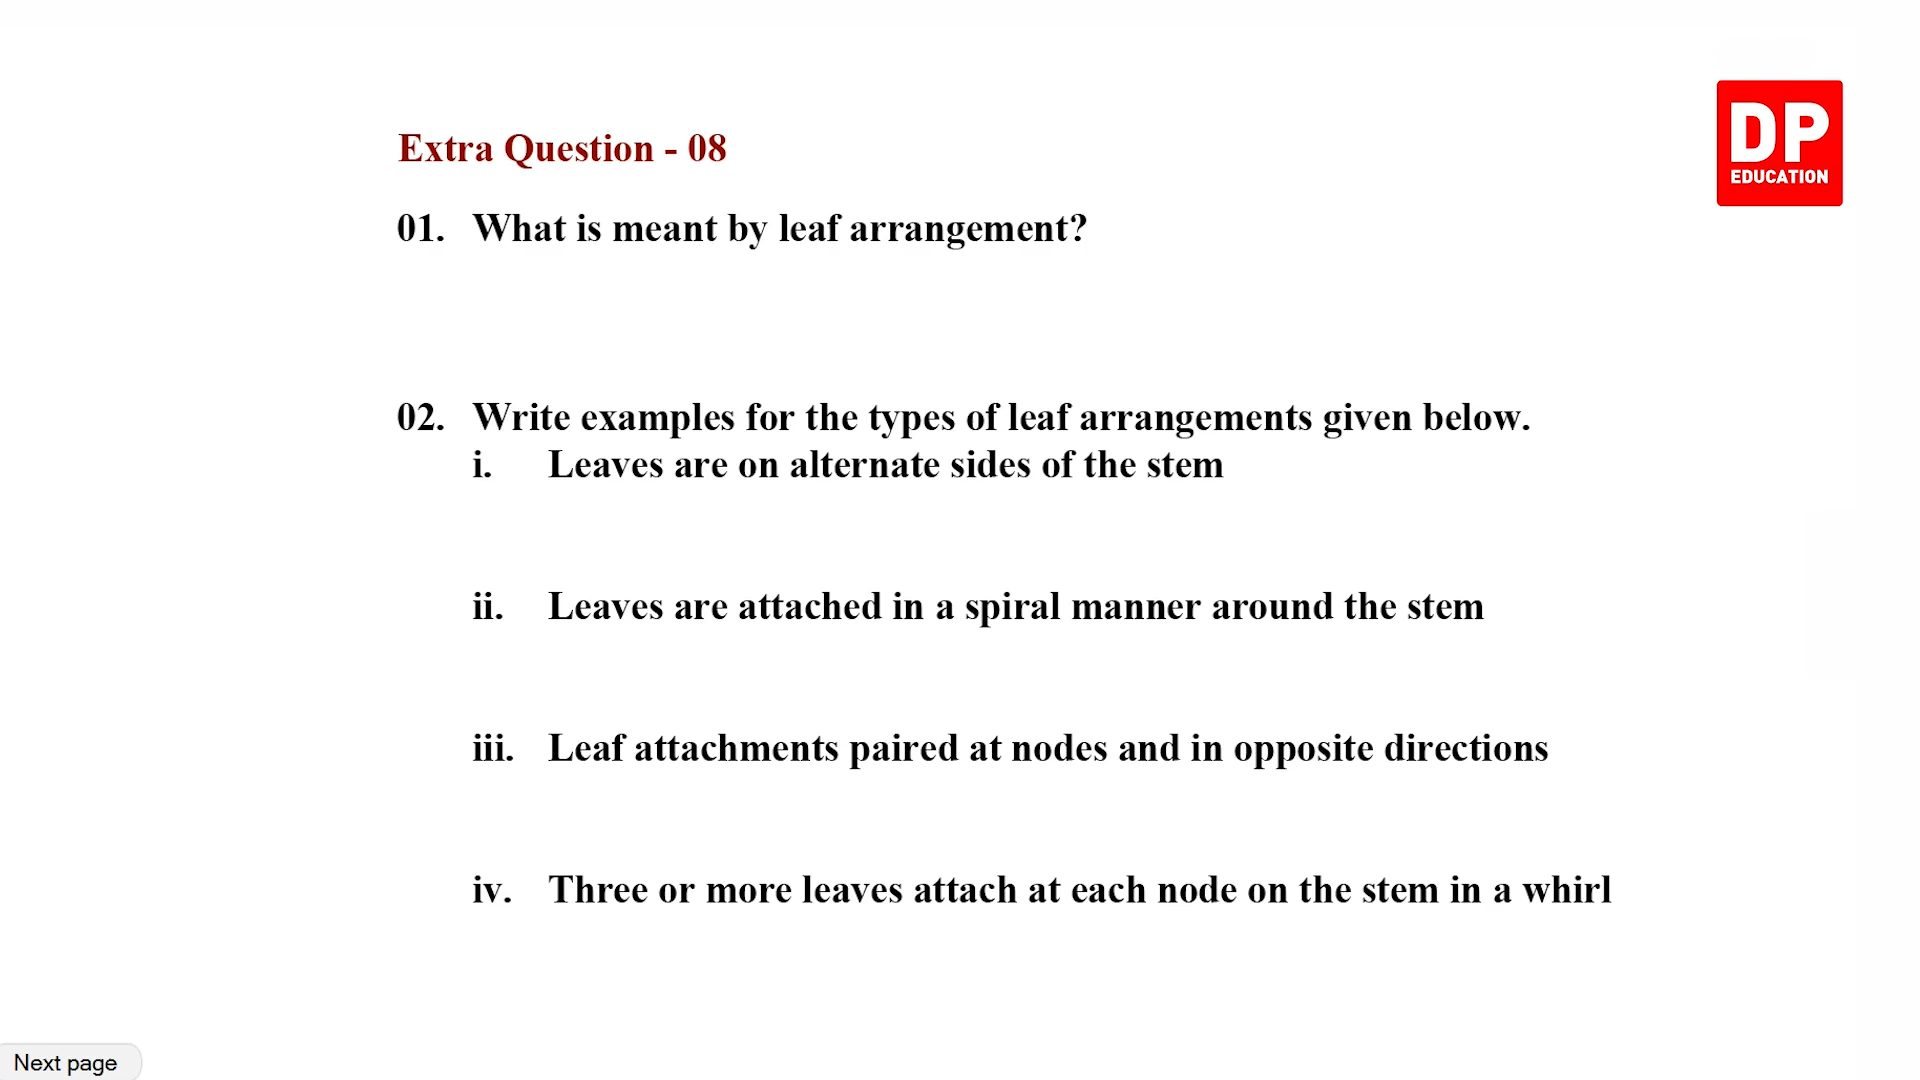 DP
EDUCATION
Extra Question - 08
01. What is meant by leaf arrangement?
02. Write examples for the types of leaf arrangements given below.
i. Leaves are on alternate sides of the stem
ii. Leaves are attached in a spiral manner around the stem
iii. Leaf attachments paired at nodes and in opposite directions
iv. Three or more leaves attach at each node on the stem in a whirl
Next page